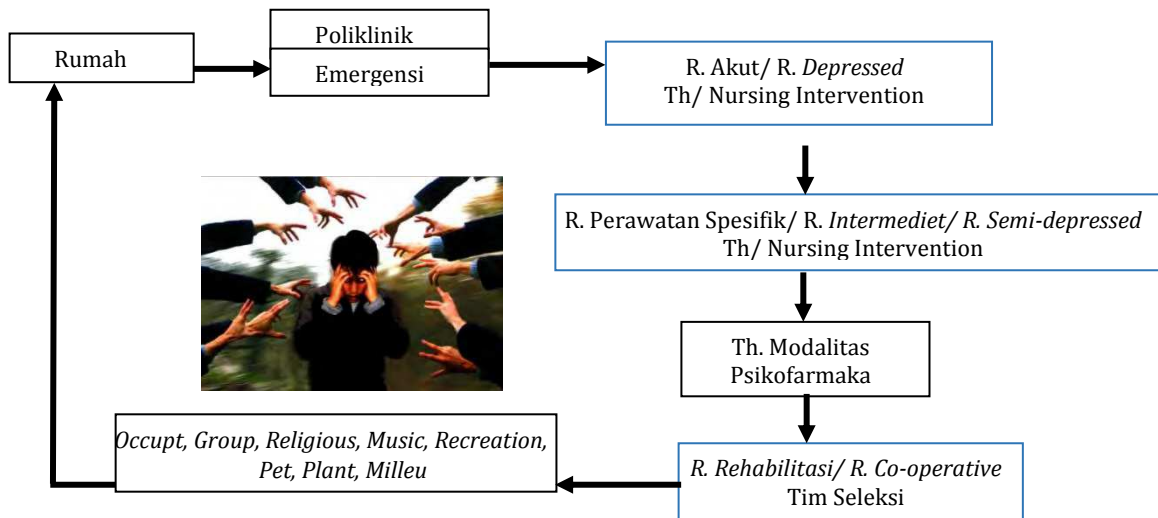 Rumah
Poliklinik
Emergensi
R. Akut/ R. Depressed
Th/ Nursing Intervention
R. Perawatan Spesifik/ R. Intermediet/ R. Semi-depressed
Th/ Nursing Intervention
Th. Modalitas
Psikofarmaka
R. Rehabilitasi/ R. Co-operative
Tim Seleksi
Occupt, Group, Religious, Music, Recreation,
Pet, Plant, Milleu